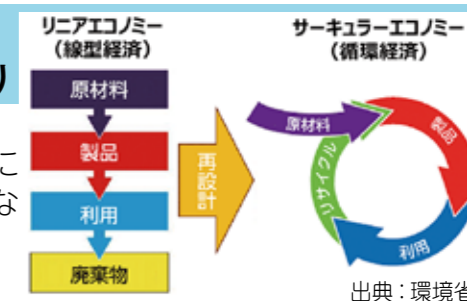 り
に
な
リニアエコノミー
（線型経済）
原材料
製品
利用
廃棄物
再設計
サーキュラーエコノミー
（循環経済）
原材料
製品
利用
リサイクル
出典：環境省